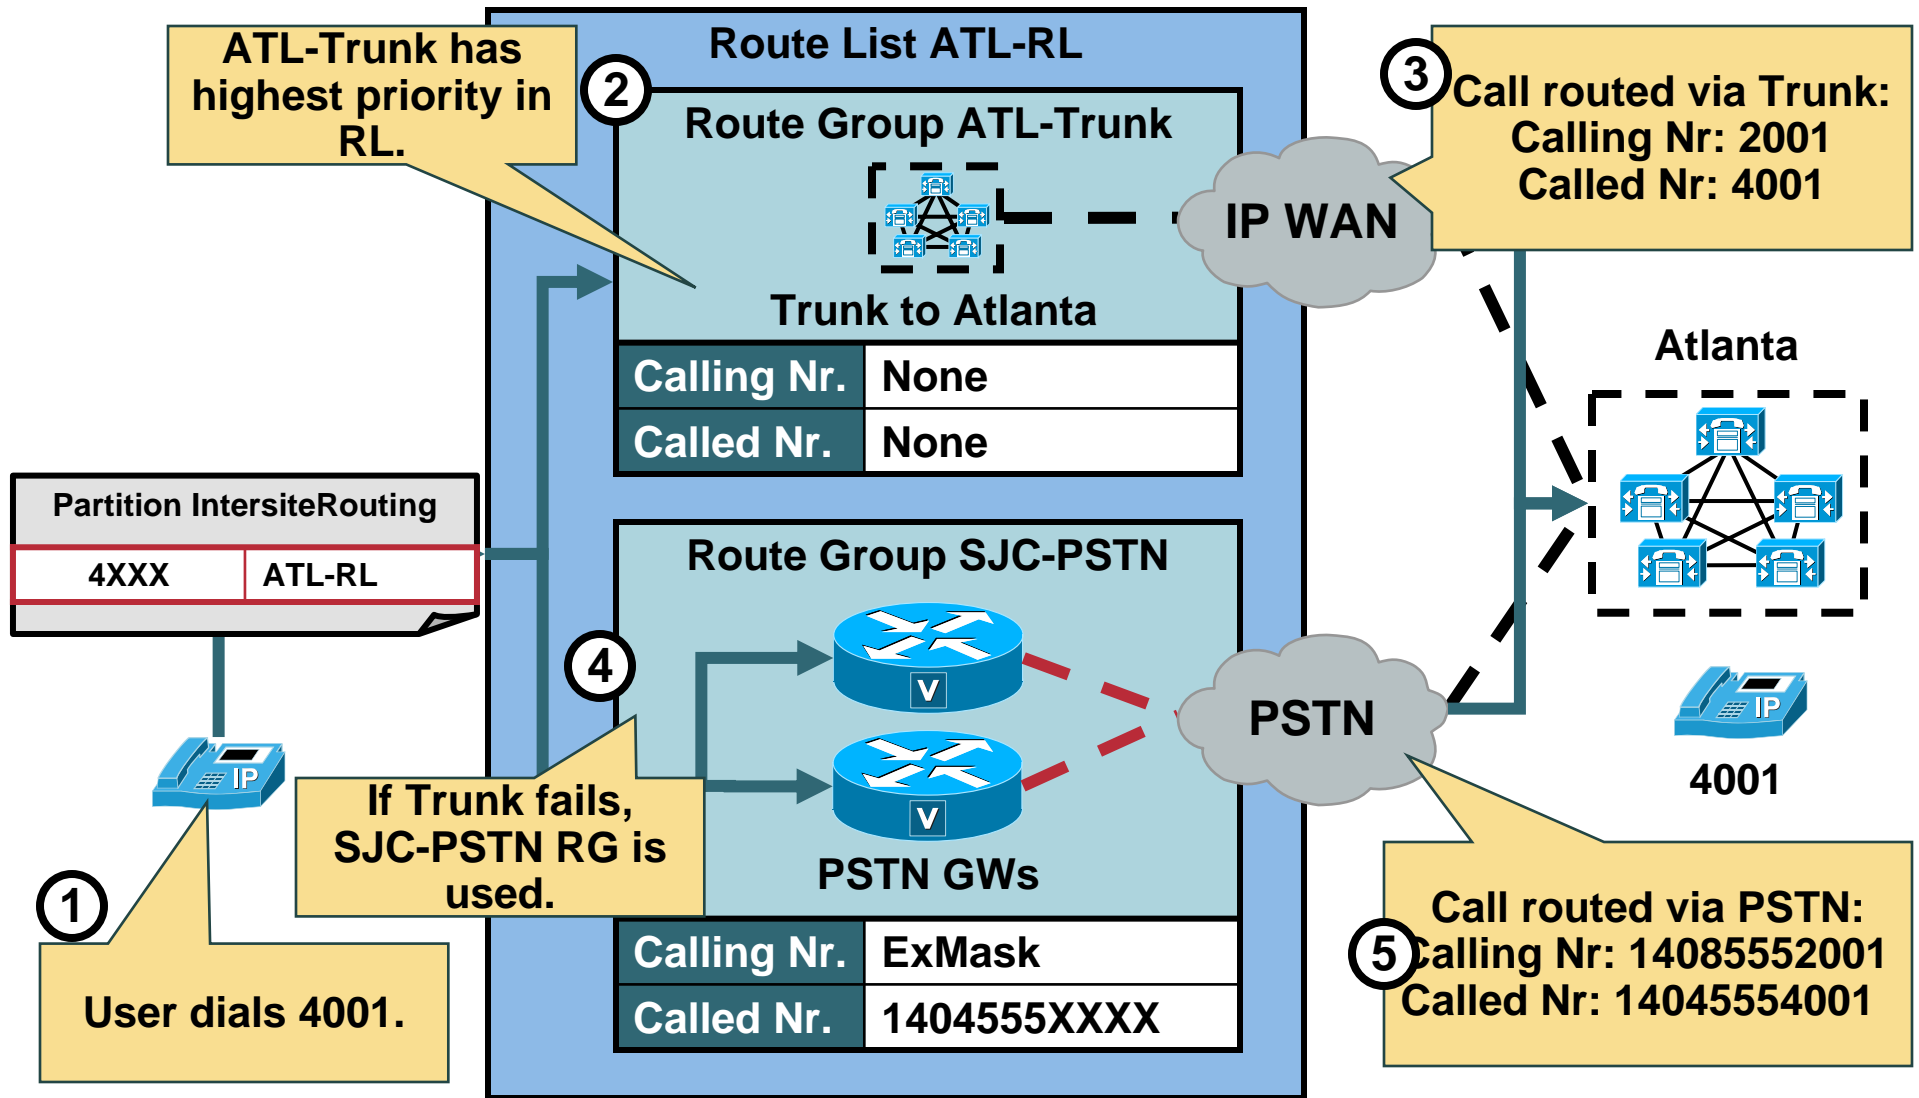 Route List ATL-RL
ATL-Trunk has
highest priority in
RL.
2
Route Group ATL-Trunk
Trunk to Atlanta
Calling Nr. None
Called Nr. None
IP WAN
3
Call routed via Trunk:
Calling Nr: 2001
Called Nr: 4001
Atlanta
Partition IntersiteRouting
4XXX ATL-RL
IP
1
User dials 4001.
Route Group SJC-PSTN
4
If Trunk fails,
SJC-PSTN RG is
used.
V
V
PSTN GWs
Calling Nr. ExMask
Called Nr. 1404555XXXX
PSTN
IP
4001
5
Call routed via PSTN:
Calling Nr: 14085552001
Called Nr: 14045554001